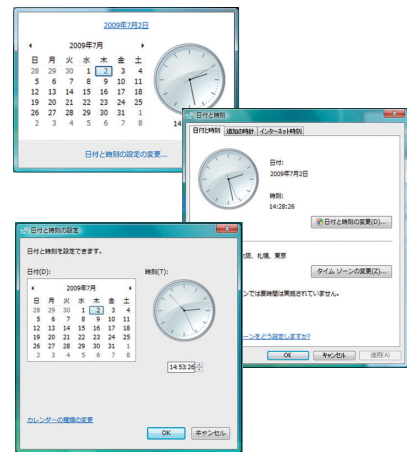 2009年7月2日
2009年7月
日 月 火 水 木 金 土
28 29 30 1 2 3 4
5 6 7 8 9 10 11
12 13 14 15 16 17 18
19 20 21 22 23 24 25
26 27 28 29 30 31 1
2 3 4 5 6 7 8
14:
日付と時刻の設定の変更...
日付と時刻
日付と時刻 追加の時計 インターネット時刻
日付:
2009年7月2日
時刻:
14:28:26
日付と時刻の変更(D)...
札幌、東京
タイム ゾーンの変更(Z)...
ンでは夏時間は実施されていません。
ーンをどう設定しますか?
OK キャンセル 適用(A)
日付と時刻の設定
日付と時刻を設定できます。
日付(D):
時刻(T):
2009年7月
日 月 火 水 木 金 土
28 29 30 1 2 3 4
5 6 7 8 9 10 11
12 13 14 15 16 17 18
19 20 21 22 23 24 25
26 27 28 29 30 31 1
2 3 4 5 6 7 8
14:53:26
カレンダーの種類の変更
OK キャンセル